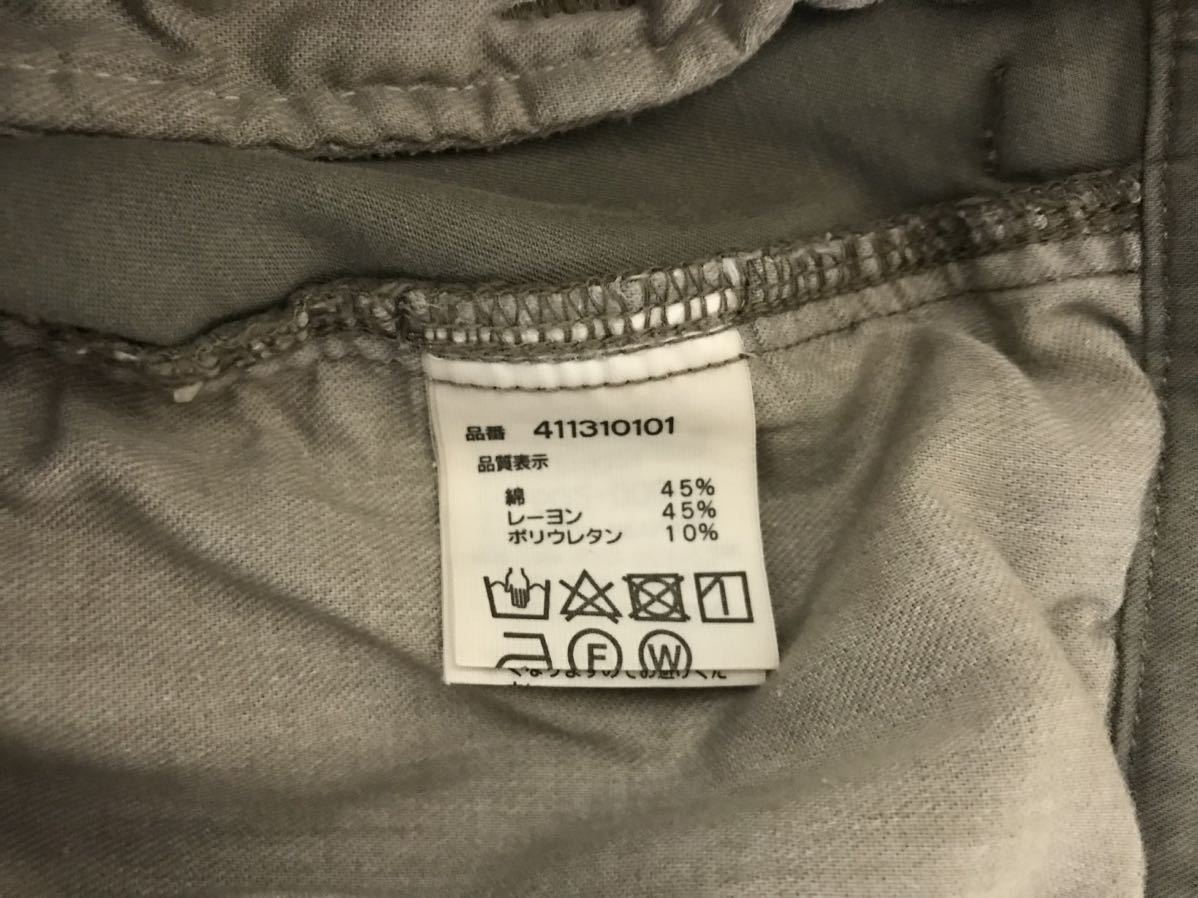 品番 411310101
品質表示
綿 45%
レーヨン 45%
ポリウレタン 10%
F W